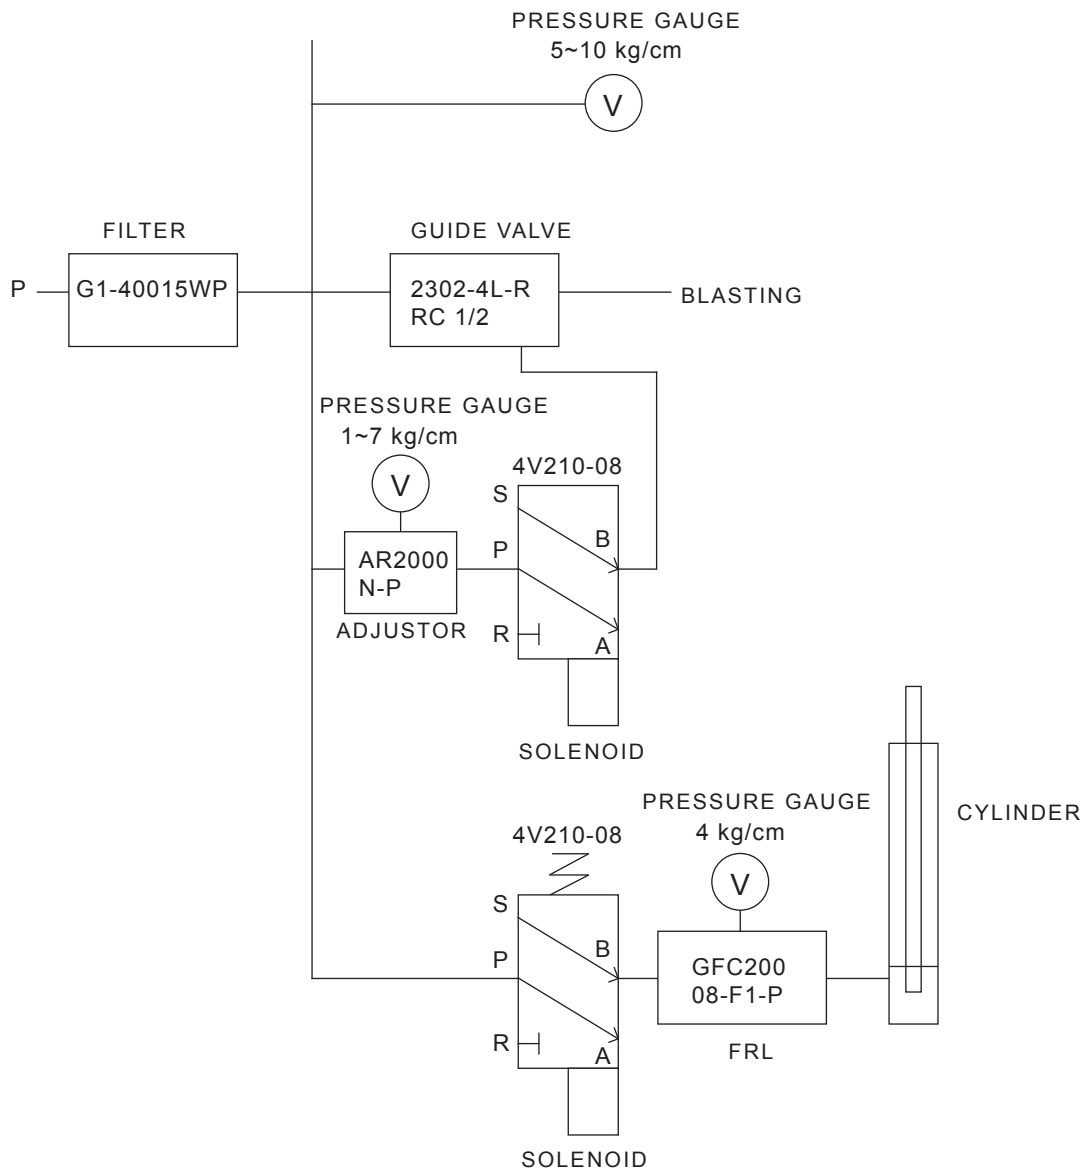 PRESSURE GAUGE
5~10 kg/cm
V
FILTER
GUIDE VALVE
P
G1-40015WP
2302-4L-R
RC 1/2
BLASTING
PRESSURE GAUGE
1~7 kg/cm
V
4V210-08
S
B
P
AR2000
N-P
R
A
ADJUSTOR
SOLENOID
PRESSURE GAUGE
4 kg/cm
V
CYLINDER
4V210-08
S
B
P
GFC200
08-F1-P
R
A
FRL
SOLENOID